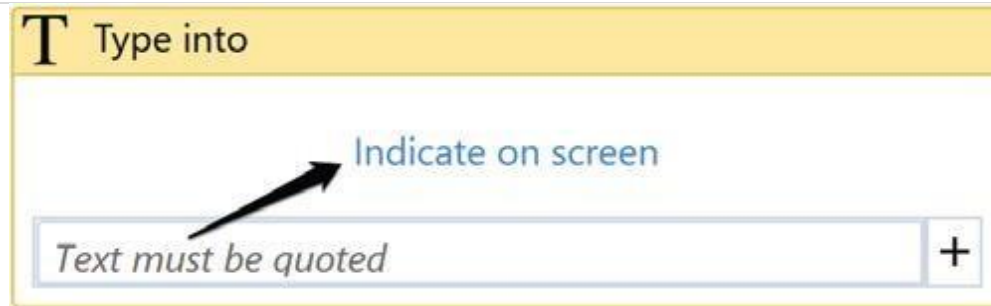 T Type into
Indicate on screen
Text must be quoted
+